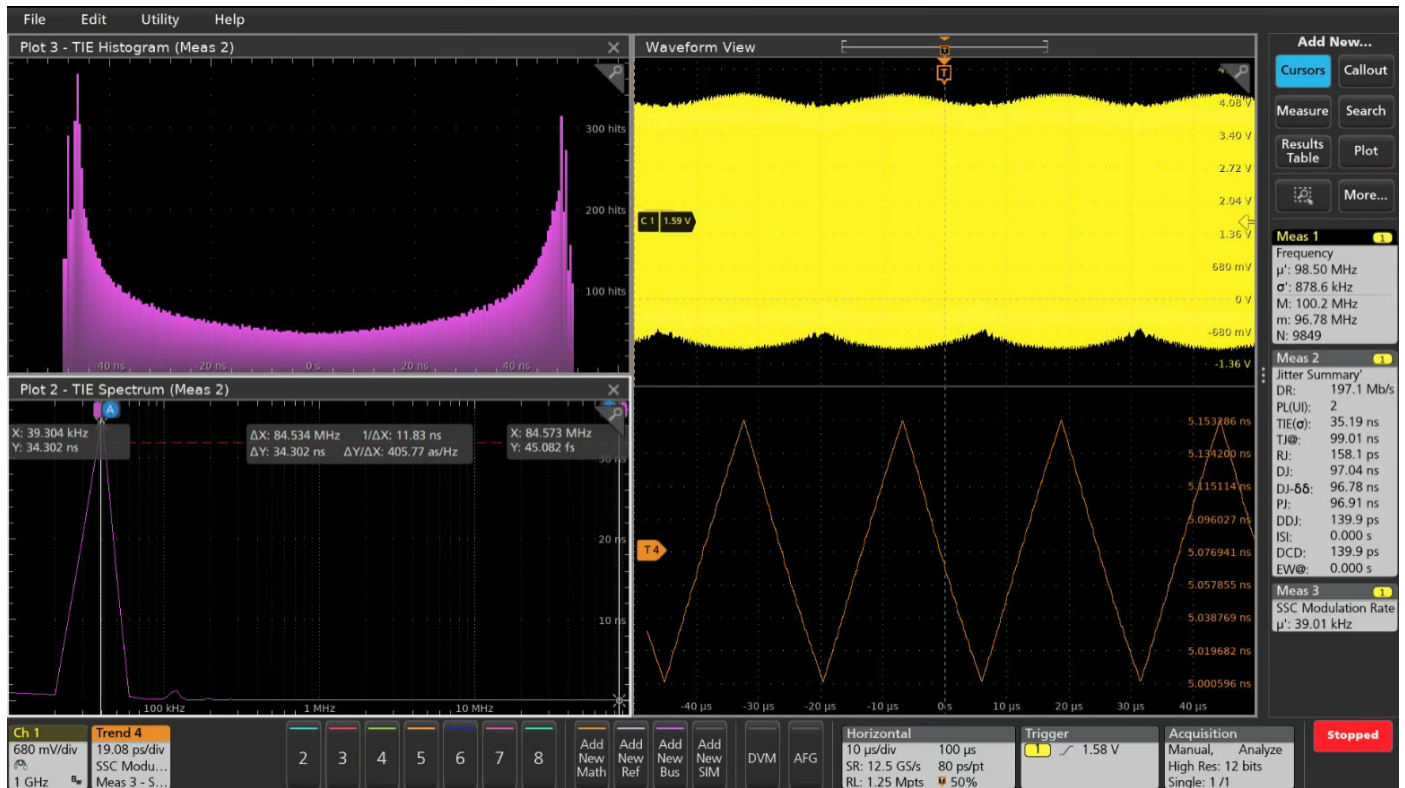 File Edit Utility Help
Plot 3 - TIE Histogram (Meas 2)
300 hits
200 hits
100 hits
-40 ns 20 ns 0 s 20 ns 40 ns
Plot 2 - TIE Spectrum (Meas 2)
A
X: 39.304 kHz
Y: 34.302 ns
ΔX: 84.534 MHz 1/ΔX: 11.83 ns
ΔY: 34.302 ns ΔY/ΔX: 405.77 as/Hz
X: 84.573 MHz
Y: 45.082 fs
30 ns
20 ns
10 ns
100 kHz 1 MHz 10 MHz
Waveform View
T
T
4.08 V
3.40 V
2.72 V
2.04 V
C 1 1.59 V
1.36 V
680 mV
0 V
-680 mV
-1.36 V
5.153286 ns
5.134200 ns
5.115114 ns
5.096027 ns
T 4
5.076941 ns
5.057855 ns
5.038769 ns
5.019682 ns
5.000596 ns
-40 µs -30 µs -20 µs -10 µs 0 s 10 µs 20 µs 30 µs 40 µs
Add New...
Cursors Callout
Measure Search
Results Table Plot
More...
Meas 1 1
Frequency
µ': 98.50 MHz
σ': 878.6 kHz
M: 100.2 MHz
m: 96.78 MHz
N: 9849
Meas 2 1
Jitter Summary'
DR: 197.1 Mb/s
PL(UI): 2
TIE(σ): 35.19 ns
TJ@: 99.01 ns
RJ: 158.1 ps
DJ: 97.04 ns
DJ-δδ: 96.78 ns
PJ: 96.91 ns
DDJ: 139.9 ps
ISI: 0.000 s
DCD: 139.9 ps
EW@: 0.000 s
Meas 3 1
SSC Modulation Rate
µ': 39.01 kHz
Ch 1
680 mV/div
1 GHz Bw
Trend 4
19.08 ps/div
SSC Modu...
Meas 3 - S...
2 3 4 5 6 7 8
Add New Math
Add New Ref
Add New Bus
Add New SIM
DVM
AFG
Horizontal
10 µs/div 100 µs
SR: 12.5 GS/s 80 ps/pt
RL: 1.25 Mpts 50%
Trigger
1 1.58 V
Acquisition
Manual, Analyze
High Res: 12 bits
Single: 1 /1
Stopped